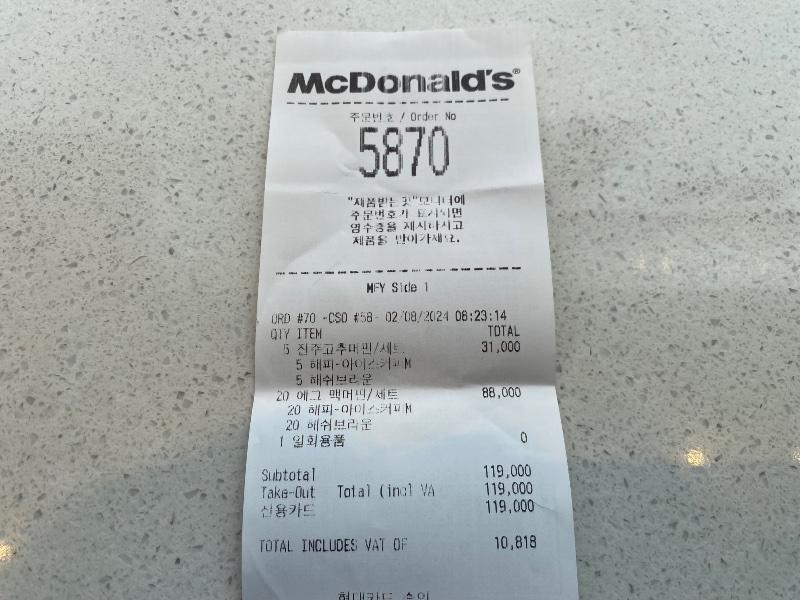 McDonald's®
주문번호 / Order No
5870
"제품받는곳"모니터에
주문번호가 표시되면
영수증을 제시하시고
제품을 받아가세요.
MFY Side 1
ORD #70 -CSO #58- 02/08/2024 08:23:14
QTY ITEM TOTAL
5 진주고추머핀/세트 31,000
5 해피-아이스커피M
5 해쉬브라운
20 에그 맥머핀/세트 88,000
20 해피-아이스커피M
20 해쉬브라운
1 일회용품 0
Subtotal 119,000
Take-Out Total (incl VA 119,000
신용카드 119,000
TOTAL INCLUDES VAT OF 10,818
현대카드 승인